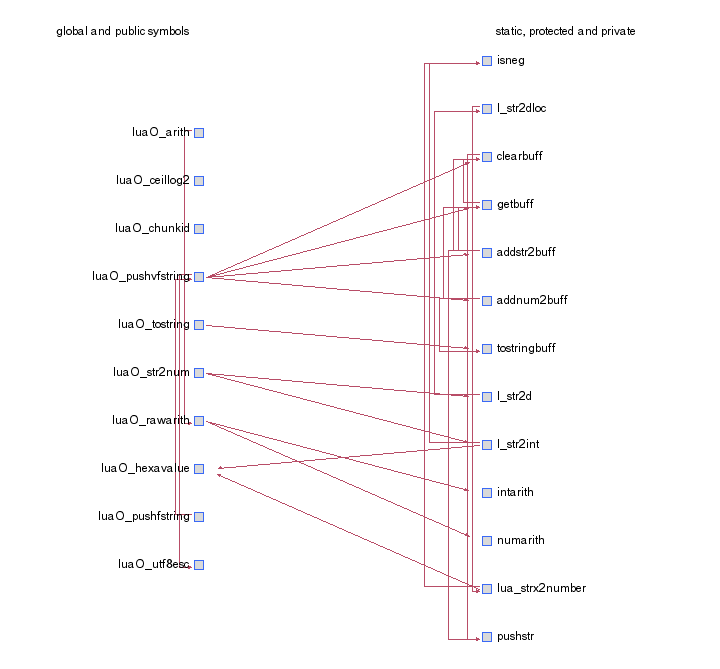 global and public symbols
static, protected and private
isneg
l_str2dloc
luaO_arith
clearbuff
luaO_ceillog2
getbuff
luaO_chunkid
addstr2buff
luaO_pushvfstring
addnum2buff
luaO_tostring
tostringbuff
luaO_str2num
l_str2d
luaO_rawarith
l_str2int
luaO_hexavalue
intarith
luaO_pushfstring
numarith
luaO_utf8esc
lua_strx2number
pushstr